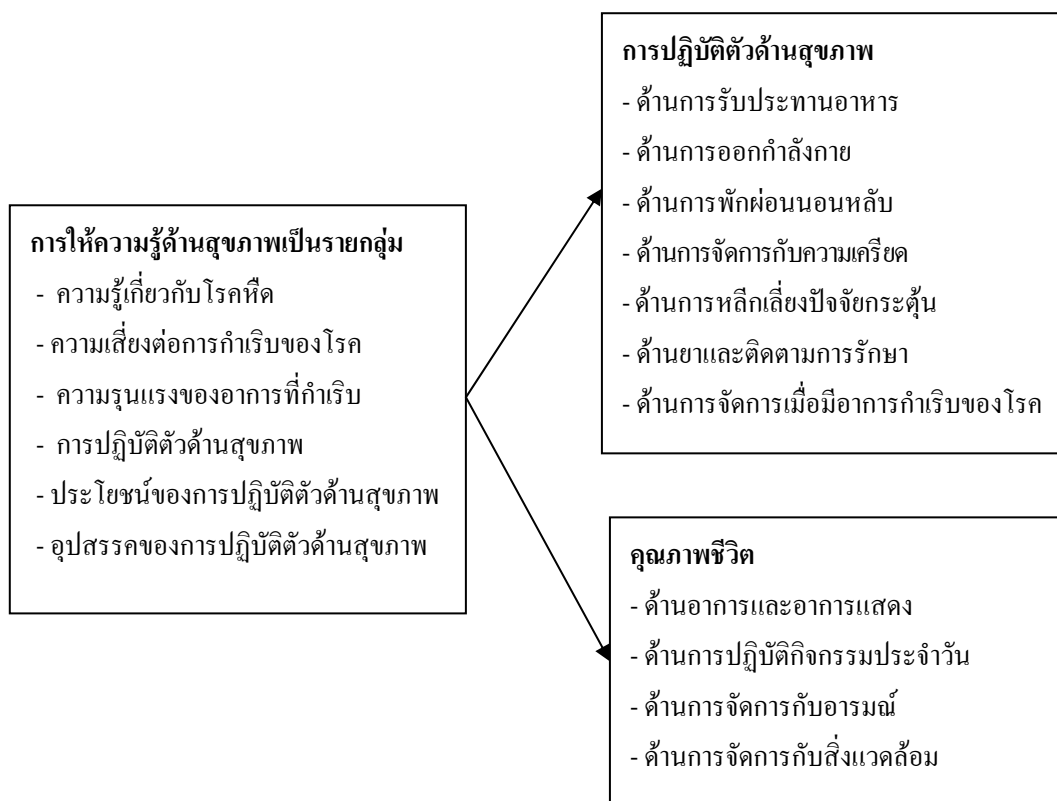 การให้ความรู้ด้านสุขภาพเป็นรายกลุ่ม
- ความรู้เกี่ยวกับโรคหืด
- ความเสี่ยงต่อการกำเริบของโรค
- ความรุนแรงของอาการที่กำเริบ
- การปฏิบัติตัวด้านสุขภาพ
- ประโยชน์ของการปฏิบัติตัวด้านสุขภาพ
- อุปสรรคของการปฏิบัติตัวด้านสุขภาพ
การปฏิบัติตัวด้านสุขภาพ
- ด้านการรับประทานอาหาร
- ด้านการออกกำลังกาย
- ด้านการพักผ่อนนอนหลับ
- ด้านการจัดการกับความเครียด
- ด้านการหลีกเลี่ยงปัจจัยกระตุ้น
- ด้านยาและติดตามการรักษา
- ด้านการจัดการเมื่อมีอาการกำเริบของโรค
คุณภาพชีวิต
- ด้านอาการและอาการแสดง
- ด้านการปฏิบัติกิจกรรมประจำวัน
- ด้านการจัดการกับอารมณ์
- ด้านการจัดการกับสิ่งแวดล้อม